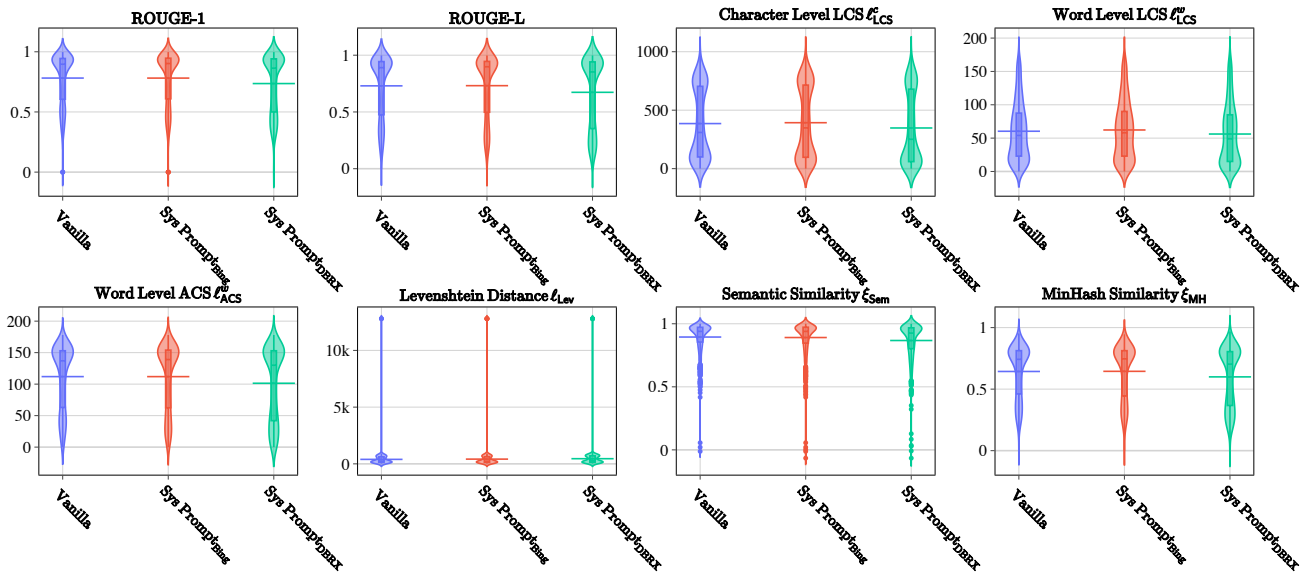 ROUGE-1
ROUGE-L
Character Level LCS ℓ^c_LCS
Word Level LCS ℓ^w_LCS
1
0.5
0
1
0.5
0
1000
500
0
200
150
100
50
0
Vanilla
Sys Prompt_Bing
Sys Prompt_DBRX
Vanilla
Sys Prompt_Bing
Sys Prompt_DBRX
Vanilla
Sys Prompt_Bing
Sys Prompt_DBRX
Vanilla
Sys Prompt_Bing
Sys Prompt_DBRX
Word Level ACS ℓ^w_ACS
Levenshtein Distance ℓ_Lev
Semantic Similarity ξ_Sem
MinHash Similarity ξ_MH
200
150
100
50
0
10k
5k
0
1
0.5
0
1
0.5
0
Vanilla
Sys Prompt_Bing
Sys Prompt_DBRX
Vanilla
Sys Prompt_Bing
Sys Prompt_DBRX
Vanilla
Sys Prompt_Bing
Sys Prompt_DBRX
Vanilla
Sys Prompt_Bing
Sys Prompt_DBRX